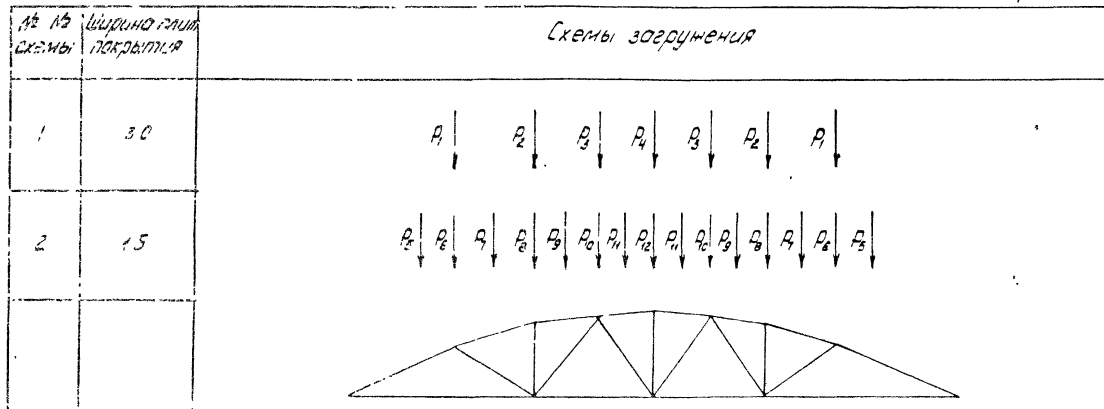 № № схемы
Ширина плит покрытия
Схемы загружения
1
3.0
P₁ P₂ P₃ P₄ P₃ P₂ P₁
2
1.5
P₅ P₆ P₇ P₈ P₉ P₁₀ P₁₁ P₁₂ P₁₁ P₁₀ P₉ P₈ P₇ P₆ P₅